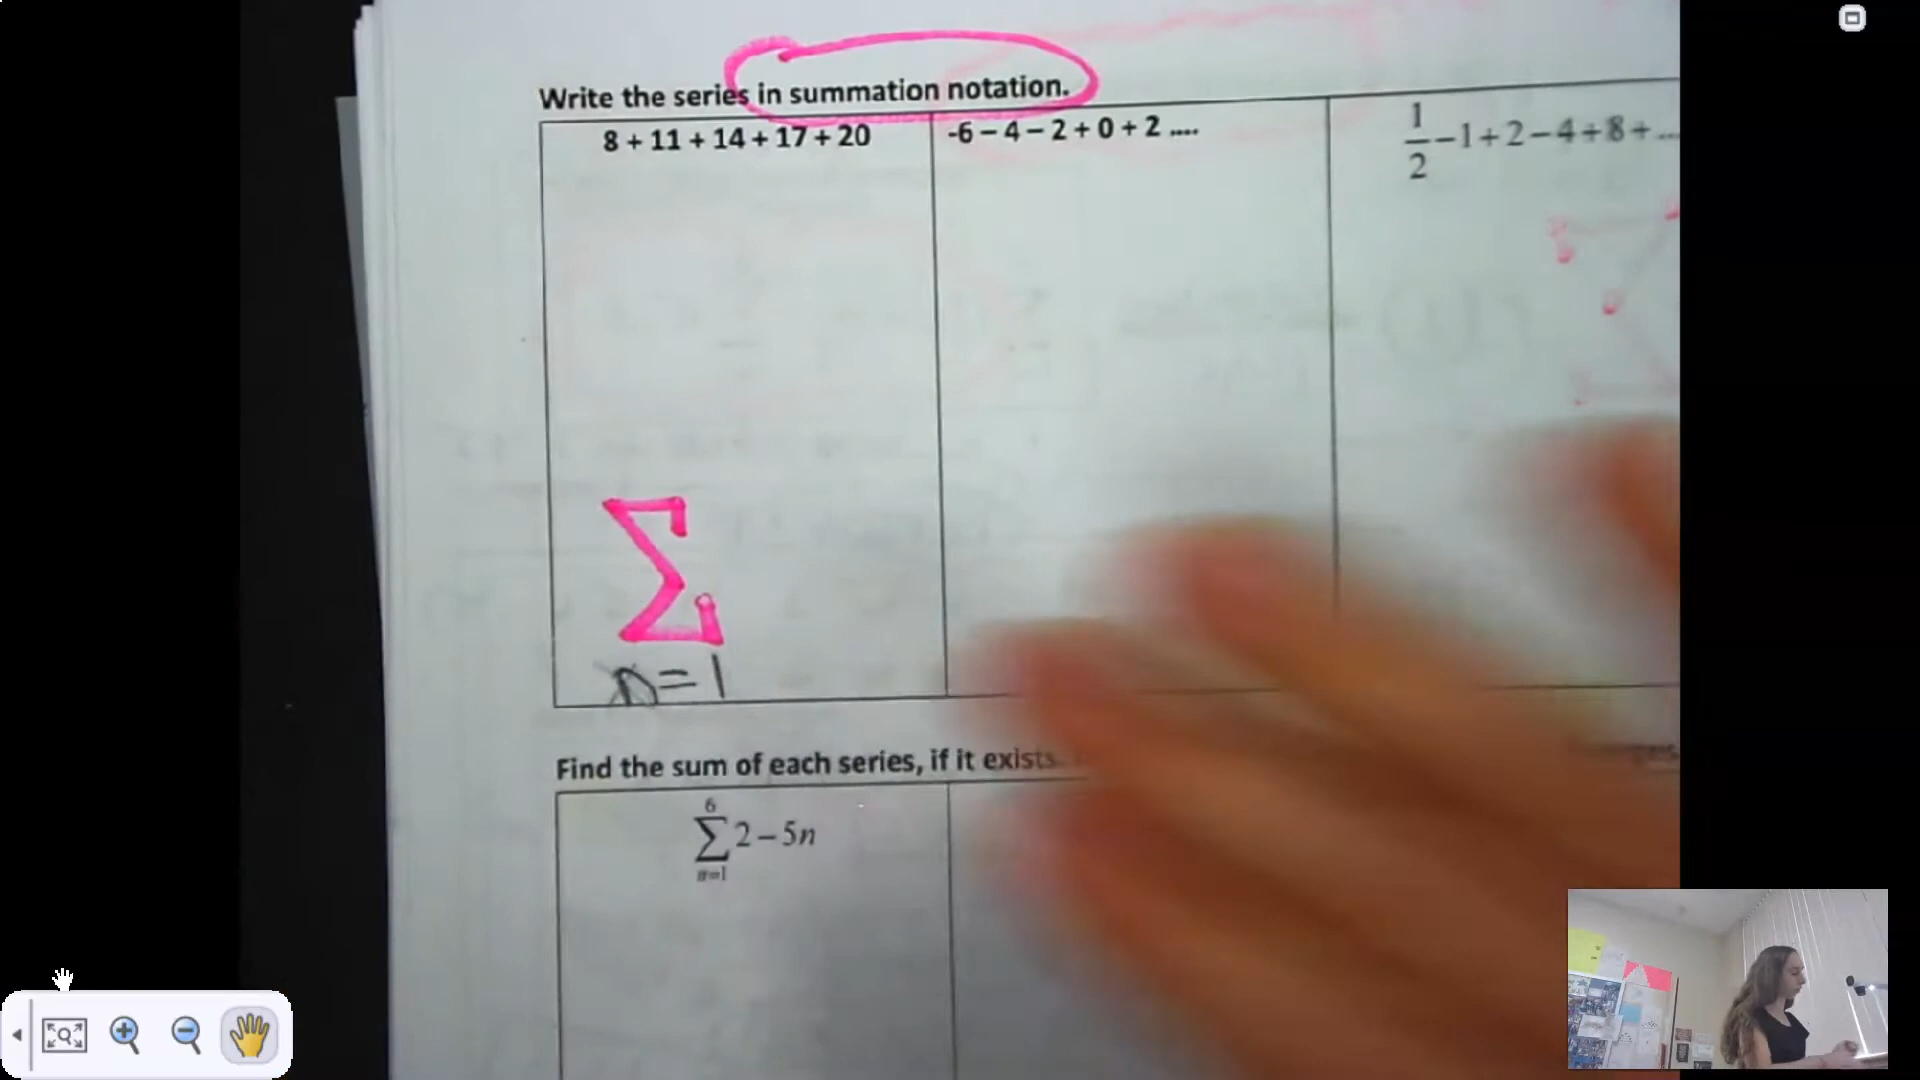 Write the series in summation notation.
8 + 11 + 14 + 17 + 20
-6 – 4 – 2 + 0 + 2 ....
1/2 – 1 + 2 – 4 + 8 + ...
Σ
n=1
Find the sum of each series, if it exists.
6
Σ 2 – 5n
n=1